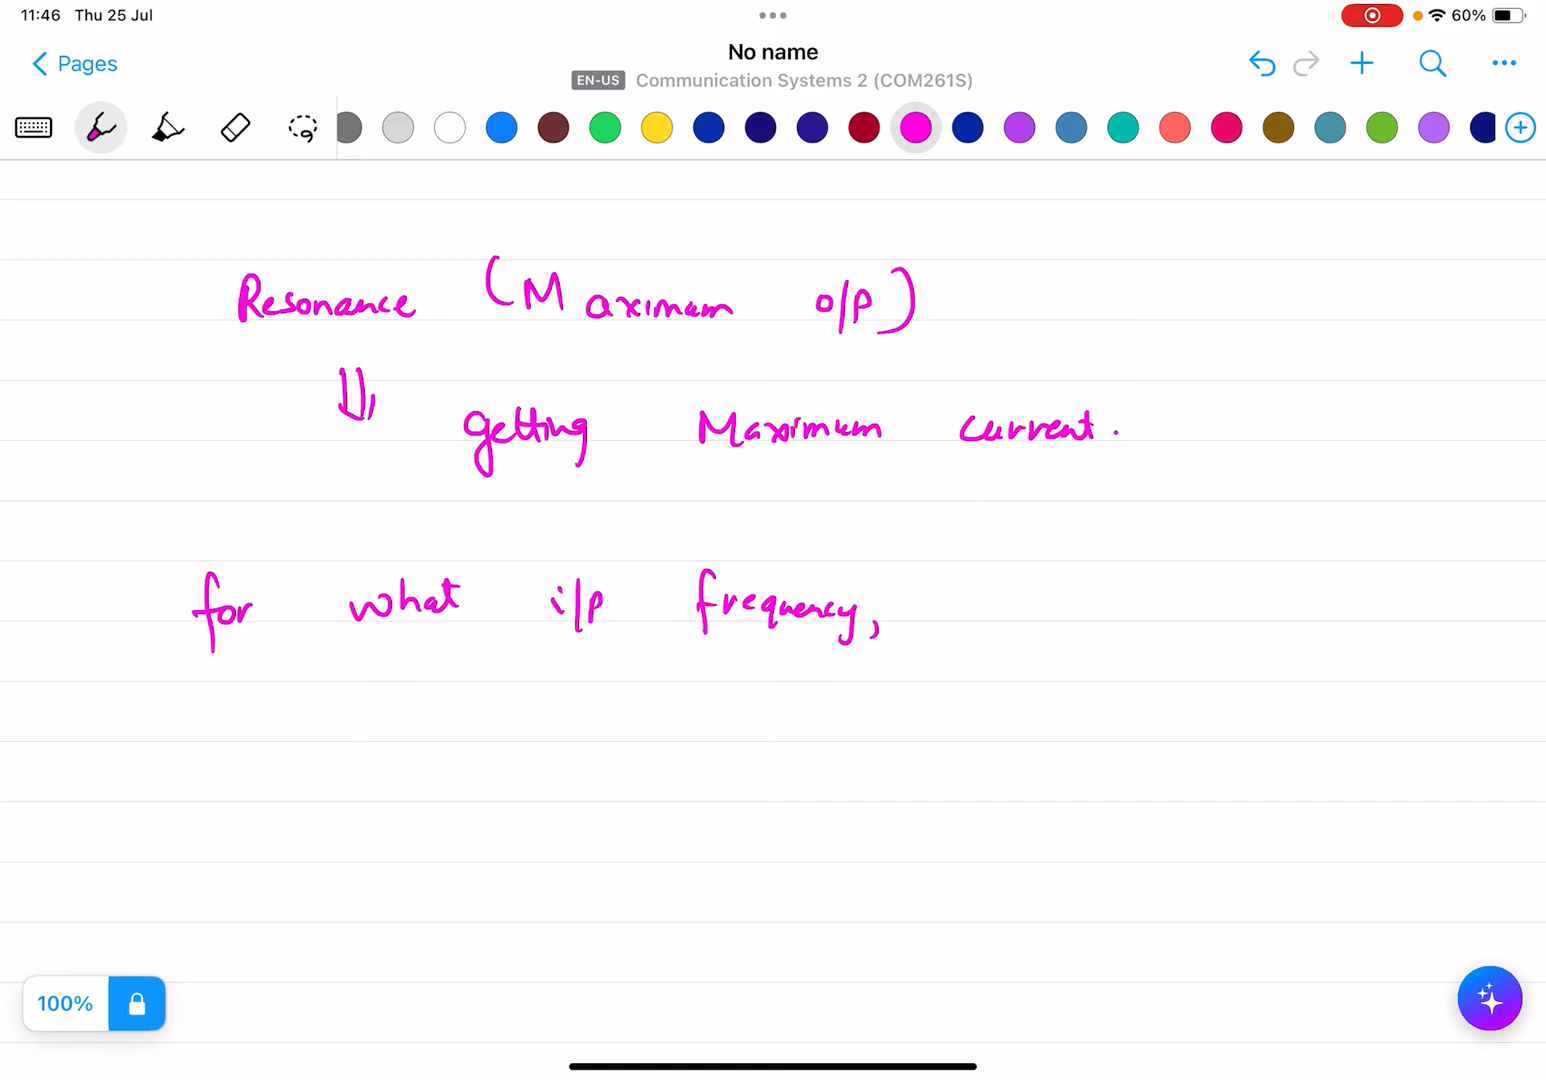 11:46 Thu 25 Jul
60%
Pages
No name
EN-US Communication Systems 2 (COM261S)
Resonance (Maximum o/p)
getting Maximum current.
for what i/p frequency,
100%